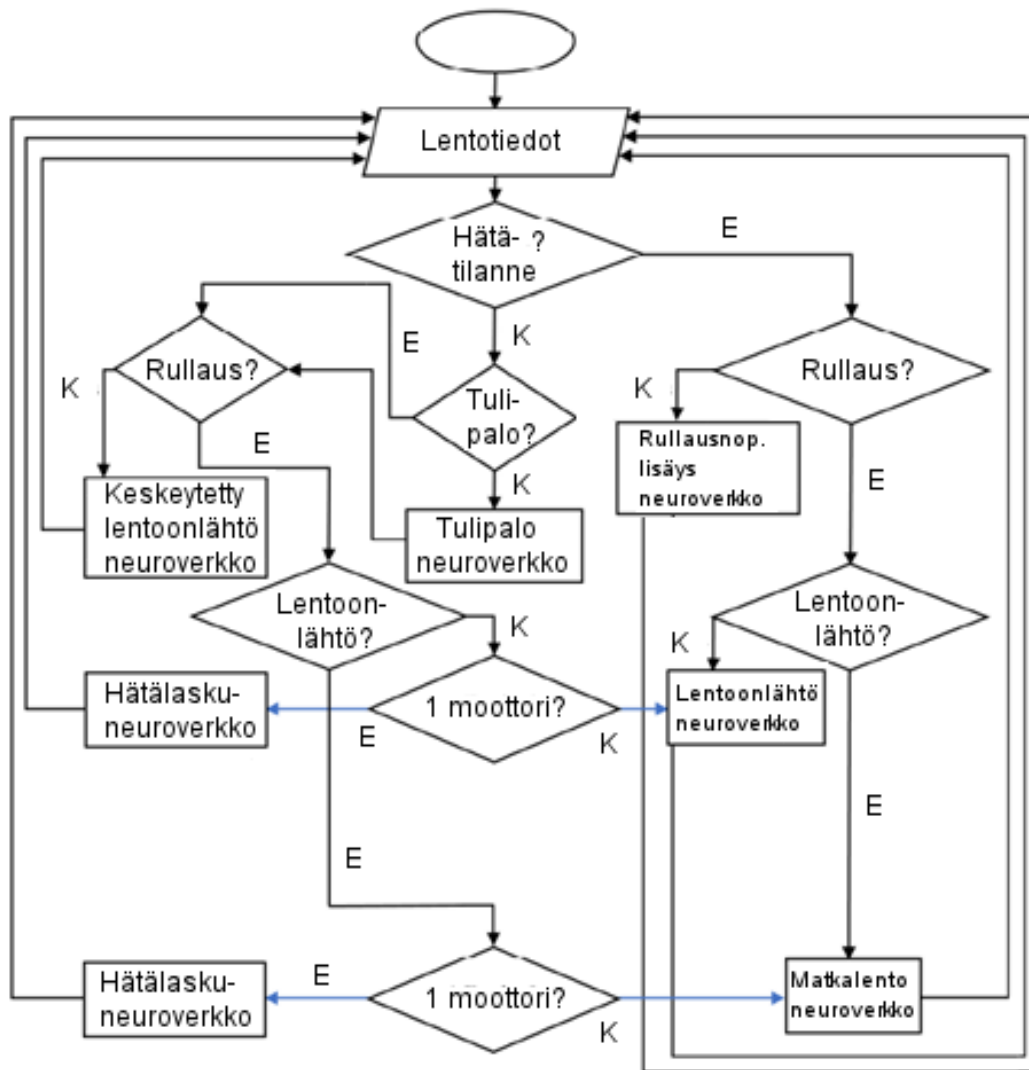 Lentotiedot
Hätä- ?
tilanne
E
K
E
Rullaus?
K
Tuli-
palo?
Rullaus?
K
E
K
Rullausnop.
lisäys
neuroverkko
E
Keskeytetty
lentoonlähtö
neuroverkko
Tulipalo
neuroverkko
Lentoon-
lähtö?
K
Lentoon-
lähtö?
K
Hätälasku-
neuroverkko
E
1 moottori?
K
Lentoonlähtö
neuroverkko
E
E
Hätälasku-
neuroverkko
E
1 moottori?
K
Matkalento
neuroverkko